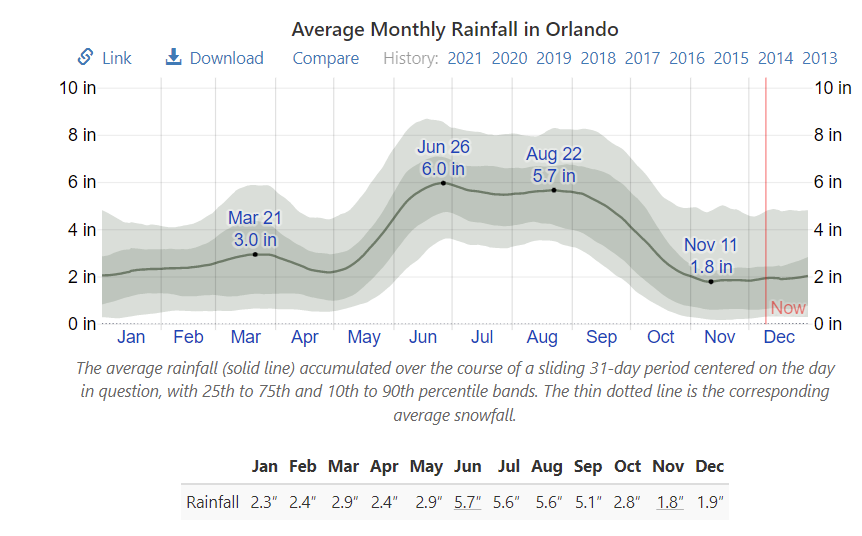 Average Monthly Rainfall in Orlando
Link Download Compare History: 2021 2020 2019 2018 2017 2016 2015 2014 2013
10 in 10 in
8 in 8 in
Jun 26 Aug 22
6.0 in 5.7 in
6 in 6 in
Mar 21
3.0 in
4 in 4 in
Nov 11
1.8 in
2 in 2 in
Now
0 in 0 in
Jan Feb Mar Apr May Jun Jul Aug Sep Oct Nov Dec
The average rainfall (solid line) accumulated over the course of a sliding 31-day period centered on the day
in question, with 25th to 75th and 10th to 90th percentile bands. The thin dotted line is the corresponding
average snowfall.
Jan Feb Mar Apr May Jun Jul Aug Sep Oct Nov Dec
Rainfall 2.3″ 2.4″ 2.9″ 2.4″ 2.9″ 5.7″ 5.6″ 5.6″ 5.1″ 2.8″ 1.8″ 1.9″